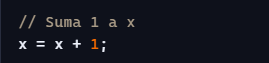 // Suma 1 a x
x = x + 1;